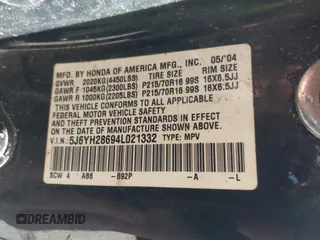 MFD. BY HONDA OF AMERICA MFG., INC. 05/'04
GVWR 2020KG(4450LBS) TIRE SIZE RIM SIZE
GAWR F 1045KG(2300LBS) P215/70R16 99S 16X6.5JJ
GAWR R 1000KG(2205LBS) P215/70R16 99S 16X6.5JJ
THIS VEHICLE CONFORMS TO ALL APPLICABLE
FEDERAL MOTOR VEHICLE SAFETY STANDARDS
IN EFFECT ON THE DATE OF
MANUFACTURE SHOWN ABOVE.
V.I.N.: 5J6YH28694L021332 TYPE: MPV
SCW 4 AB6 -B92P -A -L
DREAMBID